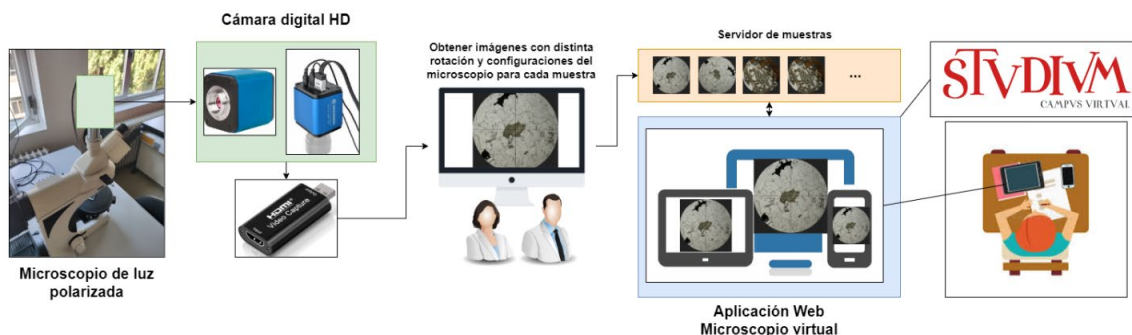 Cámara digital HD
Obtener imágenes con distinta
rotación y configuraciones del
microscopio para cada muestra
Servidor de muestras
...
STVDIVM
CAMPVS VIRTVAL
HDMI
Video Capture
Microscopio de luz
polarizada
Aplicación Web
Microscopio virtual